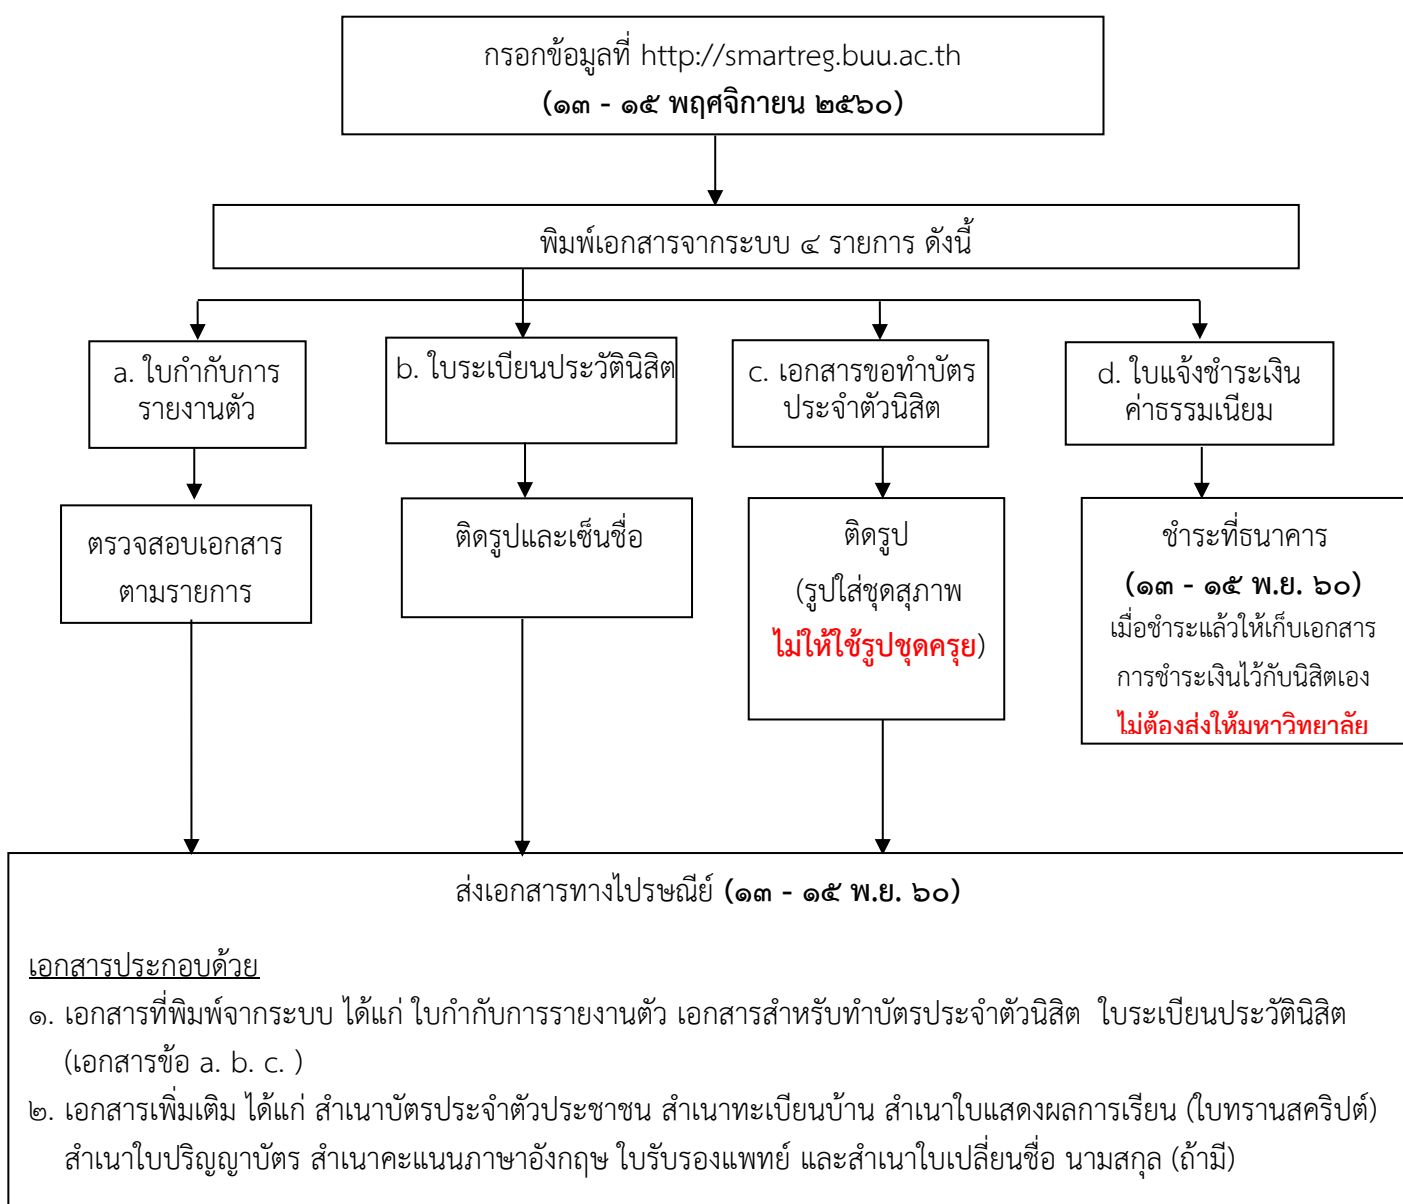 กรอกข้อมูลที่ http://smartreg.buu.ac.th
(๑๓ - ๑๕ พฤศจิกายน ๒๕๖๐)
พิมพ์เอกสารจากระบบ ๔ รายการ ดังนี้
a. ใบกำกับการ
รายงานตัว
b. ใบระเบียนประวัตินิสิต
c. เอกสารขอทำบัตร
ประจำตัวนิสิต
d. ใบแจ้งชำระเงิน
ค่าธรรมเนียม
ตรวจสอบเอกสาร
ตามรายการ
ติดรูปและเซ็นชื่อ
ติดรูป
(รูปใส่ชุดสุภาพ
ไม่ให้ใช้รูปชุดครุย)
ชำระที่ธนาคาร
(๑๓ - ๑๕ พ.ย. ๖๐)
เมื่อชำระแล้วให้เก็บเอกสาร
การชำระเงินไว้กับนิสิตเอง
ไม่ต้องส่งให้มหาวิทยาลัย
ส่งเอกสารทางไปรษณีย์ (๑๓ - ๑๕ พ.ย. ๖๐)
เอกสารประกอบด้วย
๑. เอกสารที่พิมพ์จากระบบ ได้แก่ ใบกำกับการรายงานตัว เอกสารสำหรับทำบัตรประจำตัวนิสิต ใบระเบียนประวัตินิสิต
(เอกสารข้อ a. b. c. )
๒. เอกสารเพิ่มเติม ได้แก่ สำเนาบัตรประจำตัวประชาชน สำเนาทะเบียนบ้าน สำเนาใบแสดงผลการเรียน (ใบทรานสคริปต์)
สำเนาใบปริญญาบัตร สำเนาคะแนนภาษาอังกฤษ ใบรับรองแพทย์ และสำเนาใบเปลี่ยนชื่อ นามสกุล (ถ้ามี)